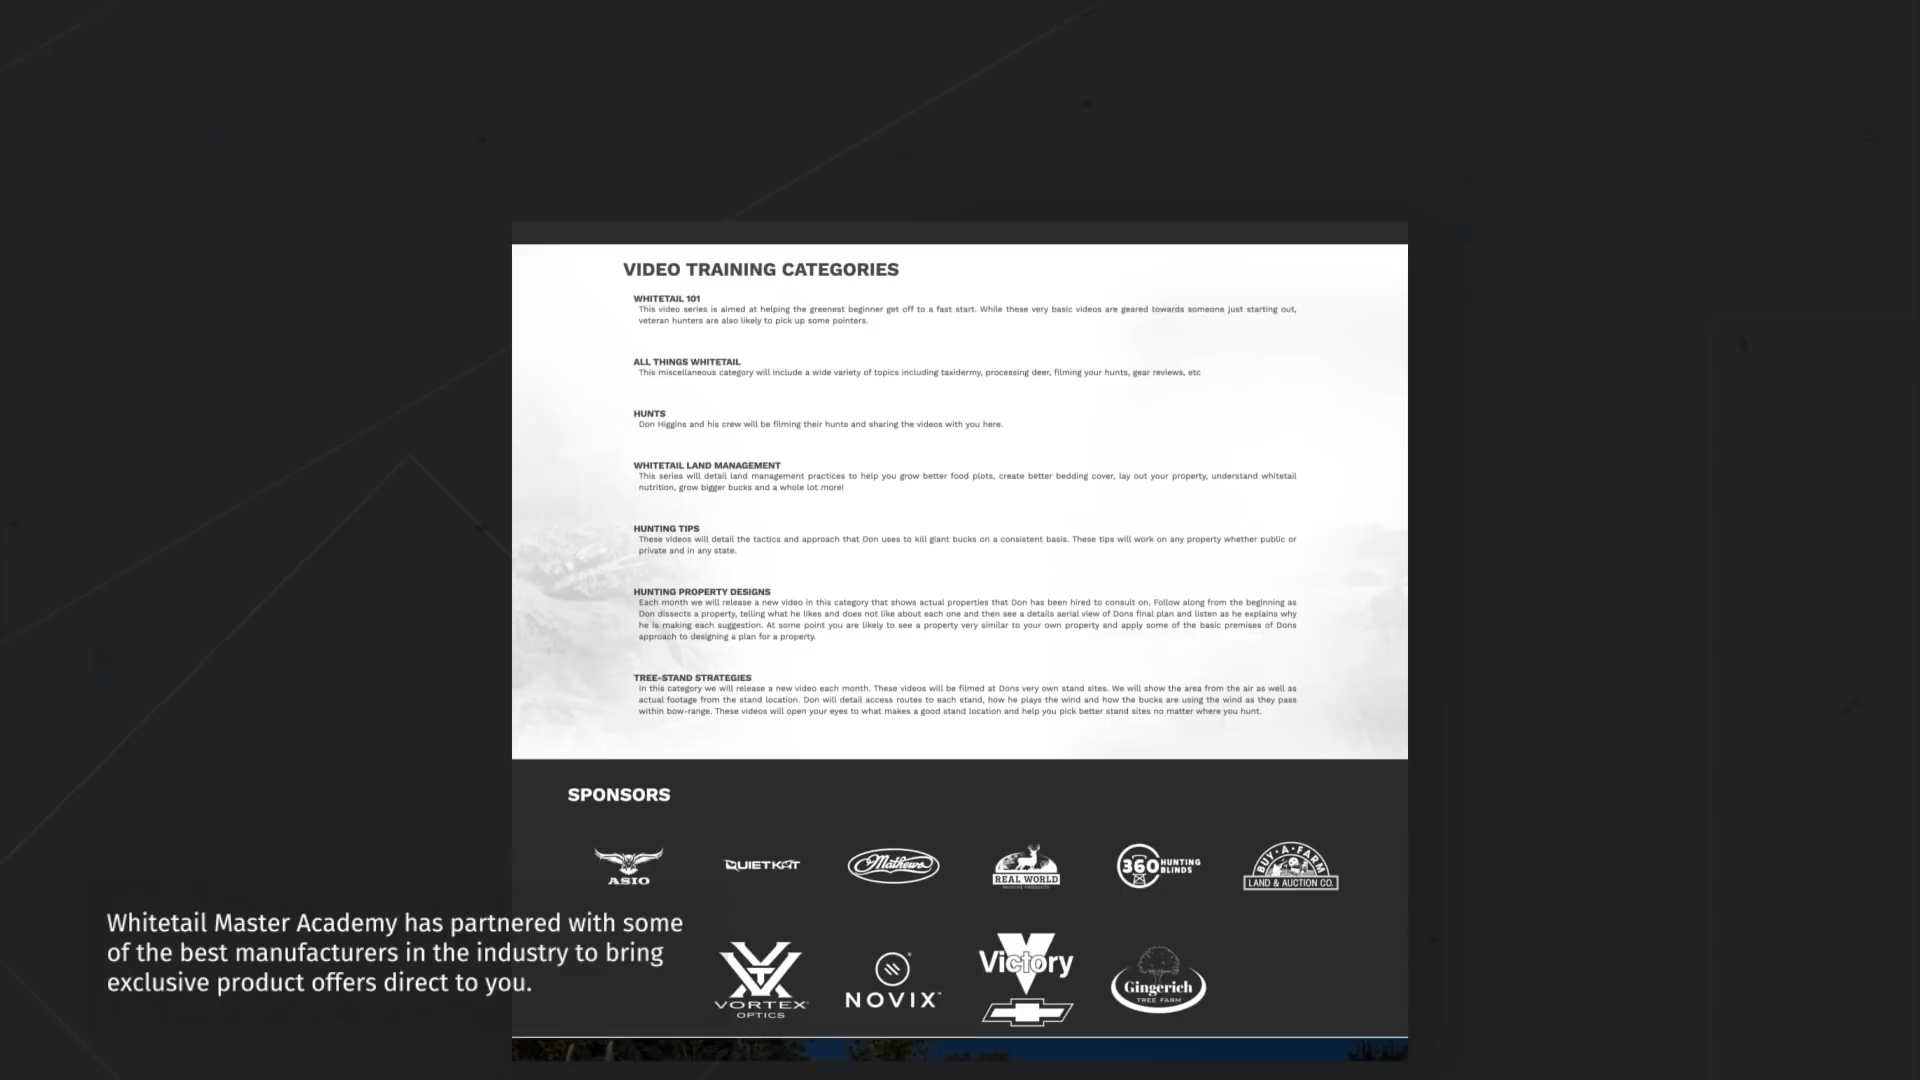 VIDEO TRAINING CATEGORIES
WHITETAIL 101
This video series is aimed at helping the greenest beginner get off to a fast start. While these very basic videos are geared towards someone just starting out,
veteran hunters are also likely to pick up some pointers.
ALL THINGS WHITETAIL
This miscellaneous category will include a wide variety of topics including taxidermy, processing deer, filming your hunts, gear reviews, etc
HUNTS
Don Higgins and his crew will be filming their hunts and sharing the videos with you here.
WHITETAIL LAND MANAGEMENT
This series will detail land management practices to help you grow better food plots, create better bedding cover, lay out your property, understand whitetail
nutrition, grow bigger bucks and a whole lot more!
HUNTING TIPS
These videos will detail the tactics and approach that Don uses to kill giant bucks on a consistent basis. These tips will work on any property whether public or
private and in any state.
HUNTING PROPERTY DESIGNS
Each month we will release a new video in this category that shows actual properties that Don has been hired to consult on. Follow along from the beginning as
Don dissects a property, telling what he likes and does not like about each one and then see a details aerial view of Dons final plan and listen as he explains why
he is making each suggestion. At some point you are likely to see a property very similar to your own property and apply some of the basic premises of Dons
approach to designing a plan for a property.
TREE-STAND STRATEGIES
In this category we will release a new video each month. These videos will be filmed at Dons very own stand sites. We will show the area from the air as well as
actual footage from the stand location. Don will detail access routes to each stand, how he plays the wind and how the bucks are using the wind as they pass
within bow-range. These videos will open your eyes to what makes a good stand location and help you pick better stand sites no matter where you hunt.
SPONSORS
ASIO
QUIETKAT
Mathews
REAL WORLD
WILDLIFE PRODUCTS
360 HUNTING
BLINDS
BUY·A·FARM
LAND & AUCTION CO.
Whitetail Master Academy has partnered with some
of the best manufacturers in the industry to bring
exclusive product offers direct to you.
VORTEX
OPTICS
NOVIX
Victory
Gingerich
TREE FARM